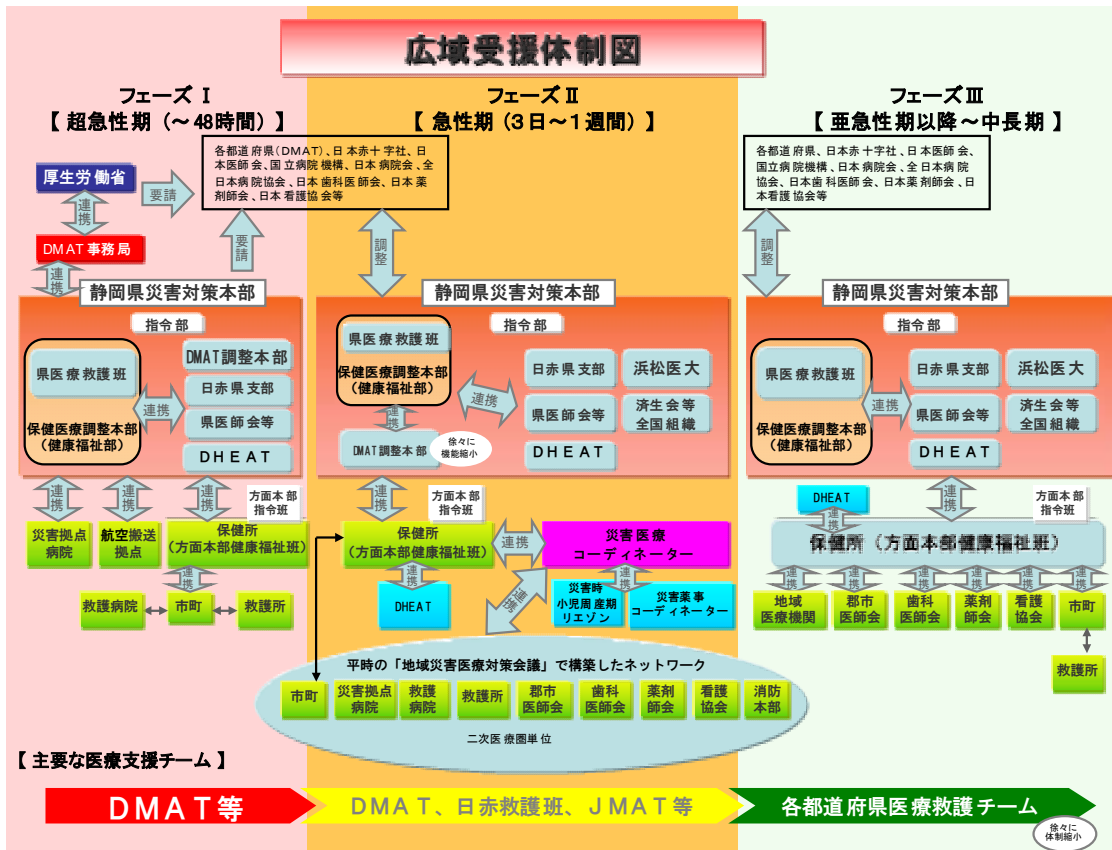 広域受援体制図
フェーズⅠ
【 超急性期（～48時間）】
厚生労働省
連携
要請
DMAT事務局
連携
要請
各都道府県（DMAT）、日本赤十字社、日
本医師会、国立病院機構、日本病院会、全
日本病院協会、日本歯科医師会、日本薬
剤師会、日本看護協会等
静岡県災害対策本部
指令部
県医療救護班
保健医療調整本部
（健康福祉部）
連携
DMAT調整本部
日赤県支部
県医師会等
DHEAT
連携
連携
連携
方面本部
指令班
災害拠点
病院
航空搬送
拠点
保健所
（方面本部健康福祉班）
連携
救護病院
市町
救護所
フェーズⅡ
【 急性期（３日～１週間）】
調整
静岡県災害対策本部
指令部
県医療救護班
保健医療調整本部
（健康福祉部）
連携
DMAT調整本部
徐々に
機能縮小
連携
日赤県支部
浜松医大
県医師会等
済生会等
全国組織
DHEAT
連携
方面本部
指令班
保健所
（方面本部健康福祉班）
連携
災害医療
コーディネーター
連携
DHEAT
連携
連携
災害時
小児周産期
リエゾン
災害薬事
コーディネーター
平時の「地域災害医療対策会議」で構築したネットワーク
市町
災害拠点
病院
救護
病院
救護所
郡市
医師会
歯科
医師会
薬剤
師会
看護
協会
消防
本部
二次医療圏単位
フェーズⅢ
【 亜急性期以降～中長期 】
各都道府県、日本赤十字社、日本医師会、
国立病院機構、日本病院会、全日本病院
協会、日本歯科医師会、日本薬剤師会、日
本看護協会等
調整
静岡県災害対策本部
指令部
県医療救護班
保健医療調整本部
（健康福祉部）
連携
日赤県支部
浜松医大
県医師会等
済生会等
全国組織
DHEAT
連携
方面本部
指令班
DHEAT
連携
保健所（方面本部健康福祉班）
連携
連携
連携
連携
連携
連携
地域
医療機関
郡市
医師会
歯科
医師会
薬剤
師会
看護
協会
市町
救護所
【 主要な医療支援チーム 】
DMAT等
DMAT、日赤救護班、JMAT等
各都道府県医療救護チーム
徐々に
体制縮小